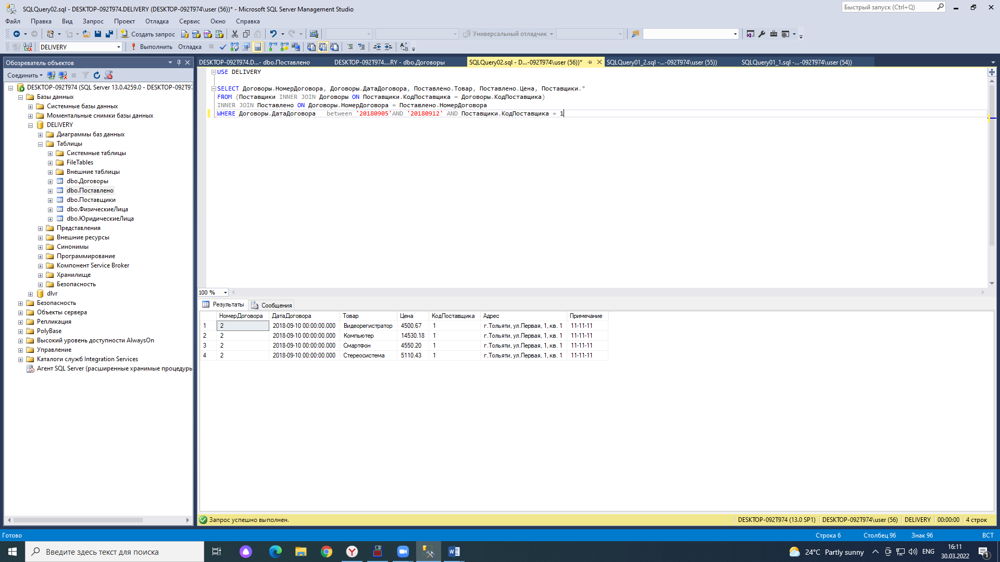 SQLQuery02.sql - DESKTOP-092T974.DELIVERY (DESKTOP-092T974\user (56))* - Microsoft SQL Server Management Studio
Быстрый запуск (Ctrl+Q)
Файл Правка Вид Запрос Проект Отладка Сервис Окно Справка
Создать запрос
Универсальный отладчик
DELIVERY
Выполнить Отладка
Обозреватель объектов
Соединить
DESKTOP-092T974 (SQL Server 13.0.4259.0 - DESKTOP-092T97
Базы данных
Системные базы данных
Моментальные снимки базы данных
DELIVERY
Диаграммы баз данных
Таблицы
Системные таблицы
FileTables
Внешние таблицы
dbo.Договоры
dbo.Поставлено
dbo.Поставщики
dbo.ФизическиеЛица
dbo.ЮридическиеЛица
Представления
Внешние ресурсы
Синонимы
Программирование
Компонент Service Broker
Хранилище
Безопасность
dlvr
Безопасность
Объекты сервера
Репликация
PolyBase
Высокий уровень доступности AlwaysOn
Управление
Каталоги служб Integration Services
Агент SQL Server (расширенные хранимые процедуры
DESKTOP-092T974.D...- dbo.Поставлено
DESKTOP-092T974....RY - dbo.Договоры
SQLQuery02.sql - D...-092T974\user (56))*
SQLQuery01_2.sql -...-092T974\user (55))
SQLQuery01_1.sql -...-092T974\user (54))
USE DELIVERY
SELECT Договоры.НомерДоговора, Договоры.ДатаДоговора, Поставлено.Товар, Поставлено.Цена, Поставщики.*
FROM (Поставщики INNER JOIN Договоры ON Поставщики.КодПоставщика = Договоры.КодПоставщика)
INNER JOIN Поставлено ON Договоры.НомерДоговора = Поставлено.НомерДоговора
WHERE Договоры.ДатаДоговора   between '20180905'AND '20180912' AND Поставщики.КодПоставщика = 1
100 %
Результаты Сообщения
НомерДоговора ДатаДоговора Товар Цена КодПоставщика Адрес Примечание
1 2 2018-09-10 00:00:00.000 Видеорегистратор 4500.67 1 г.Тольяти, ул.Первая, 1, кв. 1 11-11-11
2 2 2018-09-10 00:00:00.000 Компьютер 14530.18 1 г.Тольяти, ул.Первая, 1, кв. 1 11-11-11
3 2 2018-09-10 00:00:00.000 Смартфон 4550.20 1 г.Тольяти, ул.Первая, 1, кв. 1 11-11-11
4 2 2018-09-10 00:00:00.000 Стереосистема 5110.43 1 г.Тольяти, ул.Первая, 1, кв. 1 11-11-11
Запрос успешно выполнен.
DESKTOP-092T974 (13.0 SP1) DESKTOP-092T974\user (56) DELIVERY 00:00:00 4 строк
Готово
Строка 6 Столбец 96 Знак 96 ВСТ
Введите здесь текст для поиска
24°C Partly sunny
ENG
16:11
30.03.2022
1